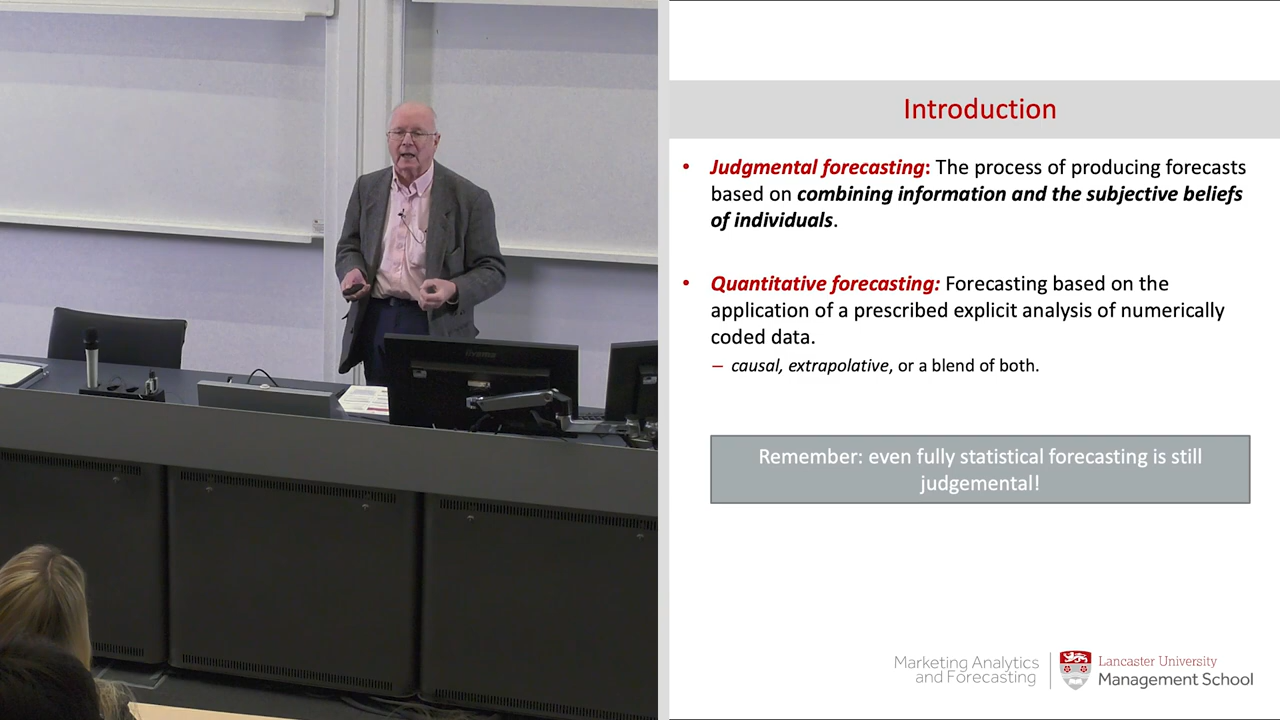 Introduction
• Judgmental forecasting: The process of producing forecasts
based on combining information and the subjective beliefs
of individuals.
• Quantitative forecasting: Forecasting based on the
application of a prescribed explicit analysis of numerically
coded data.
– causal, extrapolative, or a blend of both.
Remember: even fully statistical forecasting is still
judgemental!
Marketing Analytics
and Forecasting
Lancaster University
Management School